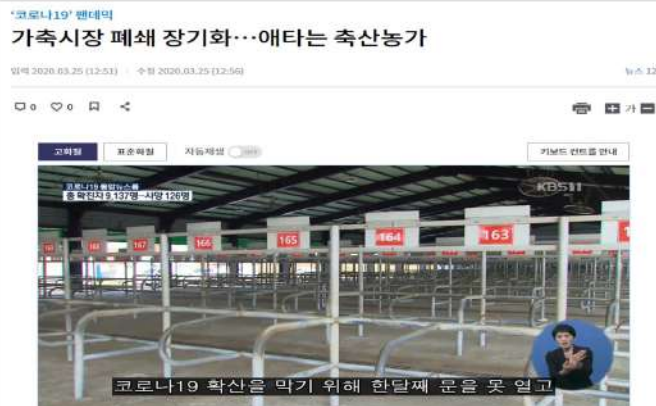 '코로나19' 팬데믹
가축시장 폐쇄 장기화…애타는 축산농가
입력 2020.03.25 (12:51) 수정 2020.03.25 (12:56) 뉴스 12
0 0 가
고화질 표준화질 자동재생 OFF 키보드 컨트롤 안내
코로나19 통합뉴스룸
총 확진자 9,137명…사망 126명
KBS1
167 166 165 164 163
코로나19 확산을 막기 위해 한달째 문을 못 열고